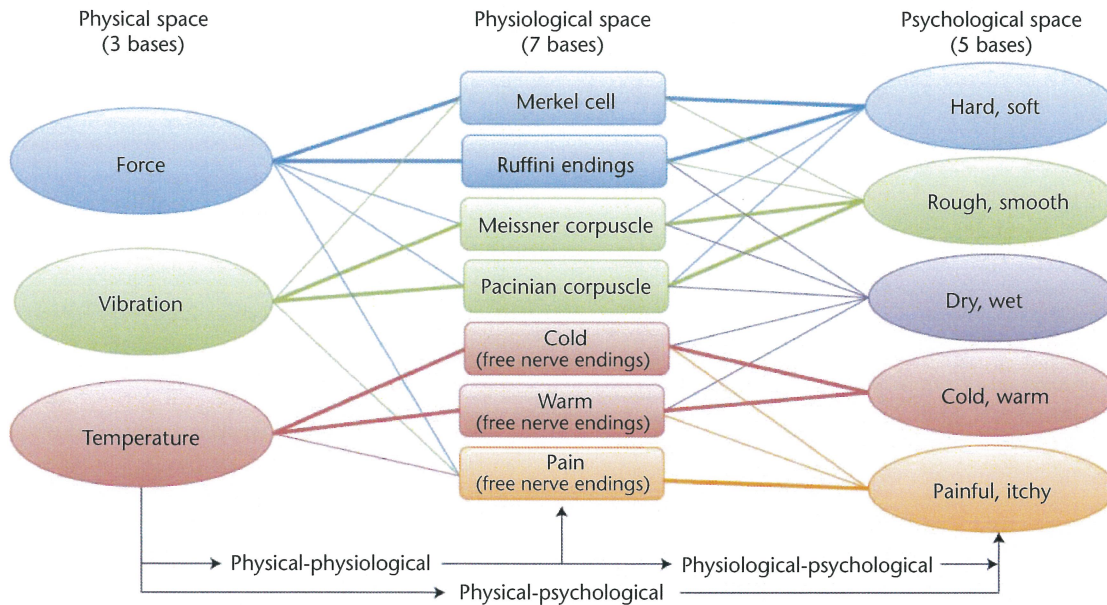 Physical space
(3 bases)
Physiological space
(7 bases)
Psychological space
(5 bases)
Force
Vibration
Temperature
Merkel cell
Ruffini endings
Meissner corpuscle
Pacinian corpuscle
Cold
(free nerve endings)
Warm
(free nerve endings)
Pain
(free nerve endings)
Hard, soft
Rough, smooth
Dry, wet
Cold, warm
Painful, itchy
Physical-physiological
Physiological-psychological
Physical-psychological